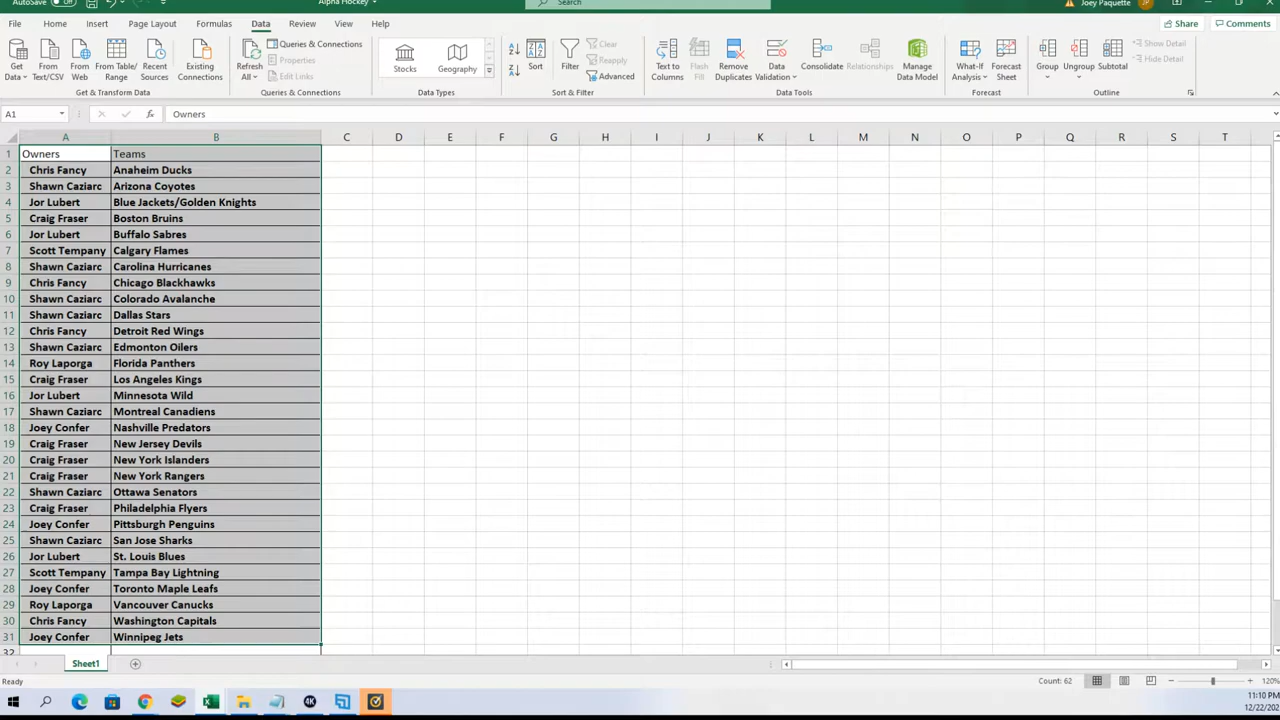 AutoSave Off Alpha Hockey Search Joey Paquette JP
File Home Insert Page Layout Formulas Data Review View Help Share Comments
Get Data From Text/CSV From Web From Table/Range Recent Sources Existing Connections
Refresh All Queries & Connections Properties Edit Links
Stocks Geography
Sort Filter Clear Reapply Advanced
Text to Columns Flash Fill Remove Duplicates Data Validation Consolidate Relationships Manage Data Model
What-If Analysis Forecast Sheet
Group Ungroup Subtotal Show Detail Hide Detail
Get & Transform Data Queries & Connections Data Types Sort & Filter Data Tools Forecast Outline
A1 fx Owners
A B C D E F G H I J K L M N O P Q R S T
1 Owners Teams
2 Chris Fancy Anaheim Ducks
3 Shawn Caziarc Arizona Coyotes
4 Jor Lubert Blue Jackets/Golden Knights
5 Craig Fraser Boston Bruins
6 Jor Lubert Buffalo Sabres
7 Scott Tempany Calgary Flames
8 Shawn Caziarc Carolina Hurricanes
9 Chris Fancy Chicago Blackhawks
10 Shawn Caziarc Colorado Avalanche
11 Shawn Caziarc Dallas Stars
12 Chris Fancy Detroit Red Wings
13 Shawn Caziarc Edmonton Oilers
14 Roy Laporga Florida Panthers
15 Craig Fraser Los Angeles Kings
16 Jor Lubert Minnesota Wild
17 Shawn Caziarc Montreal Canadiens
18 Joey Confer Nashville Predators
19 Craig Fraser New Jersey Devils
20 Craig Fraser New York Islanders
21 Craig Fraser New York Rangers
22 Shawn Caziarc Ottawa Senators
23 Craig Fraser Philadelphia Flyers
24 Joey Confer Pittsburgh Penguins
25 Shawn Caziarc San Jose Sharks
26 Jor Lubert St. Louis Blues
27 Scott Tempany Tampa Bay Lightning
28 Joey Confer Toronto Maple Leafs
29 Roy Laporga Vancouver Canucks
30 Chris Fancy Washington Capitals
31 Joey Confer Winnipeg Jets
32
Sheet1
Ready Count: 62 120%
4K 11:10 PM
12/22/202